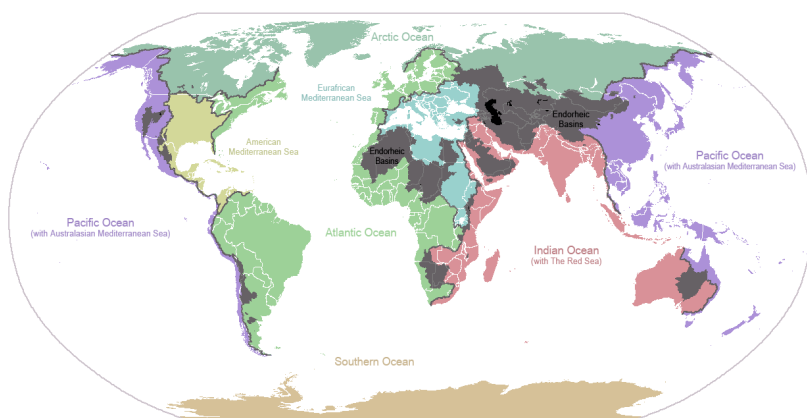 Arctic Ocean
Eurafrican
Mediterranean Sea
Endorheic
Basins
American
Mediterranean Sea
Endorheic
Basins
Pacific Ocean
(with Australasian Mediterranean Sea)
Pacific Ocean
(with Australasian Mediterranean Sea)
Atlantic Ocean
Indian Ocean
(with The Red Sea)
Southern Ocean